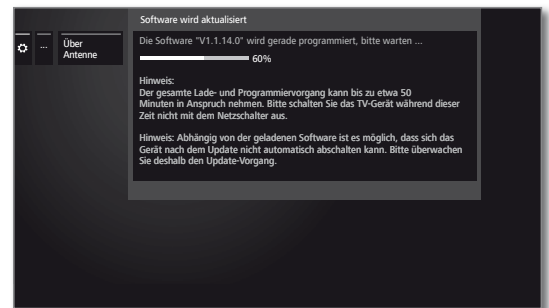 Software wird aktualisiert
...
Über
Antenne
Die Software "V1.1.14.0" wird gerade programmiert, bitte warten ...
60%
Hinweis:
Der gesamte Lade- und Programmiervorgang kann bis zu etwa 50
Minuten in Anspruch nehmen. Bitte schalten Sie das TV-Gerät während dieser
Zeit nicht mit dem Netzschalter aus.
Hinweis: Abhängig von der geladenen Software ist es möglich, dass sich das
Gerät nach dem Update nicht automatisch abschalten kann. Bitte überwachen
Sie deshalb den Update-Vorgang.